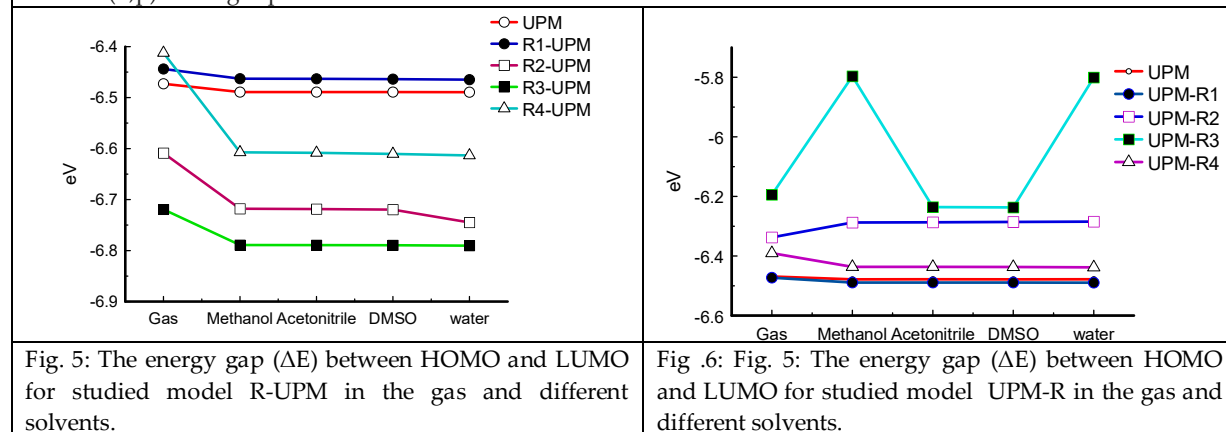 (d,p)
-6.4
-6.5
-6.6
-6.7
-6.8
-6.9
eV
Gas Methanol Acetonitrile DMSO water
UPM
R1-UPM
R2-UPM
R3-UPM
R4-UPM
-5.8
-6
-6.2
-6.4
-6.6
eV
Gas Methanol Acetonitrile DMSO water
UPM
UPM-R1
UPM-R2
UPM-R3
UPM-R4
Fig. 5: The energy gap (ΔE) between HOMO and LUMO
for studied model R-UPM in the gas and different
solvents.
Fig .6: Fig. 5: The energy gap (ΔE) between HOMO
and LUMO for studied model UPM-R in the gas and
different solvents.